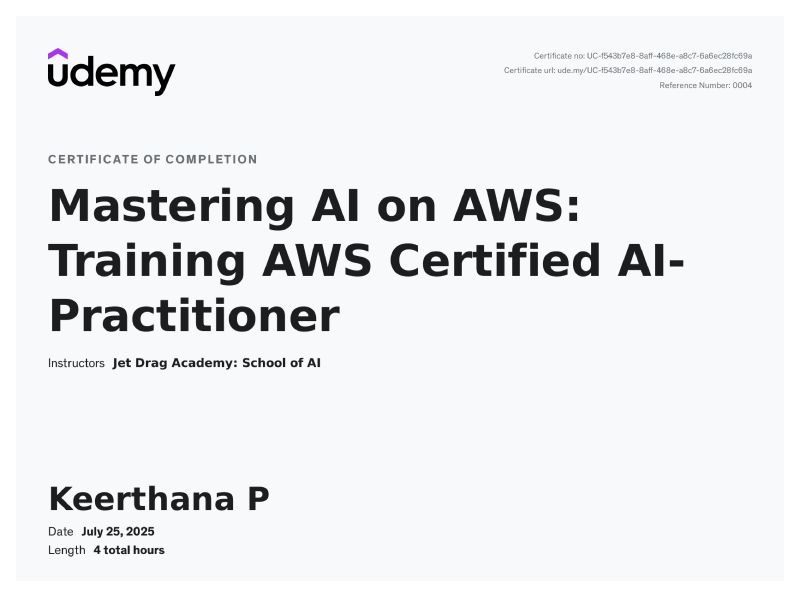 udemy
Certificate no: UC-f543b7e8-8aff-468e-a8c7-6a6ec28fc69a
Certificate url: ude.my/UC-f543b7e8-8aff-468e-a8c7-6a6ec28fc69a
Reference Number: 0004
CERTIFICATE OF COMPLETION
Mastering AI on AWS:
Training AWS Certified AI-
Practitioner
Instructors Jet Drag Academy: School of AI
Keerthana P
Date July 25, 2025
Length 4 total hours